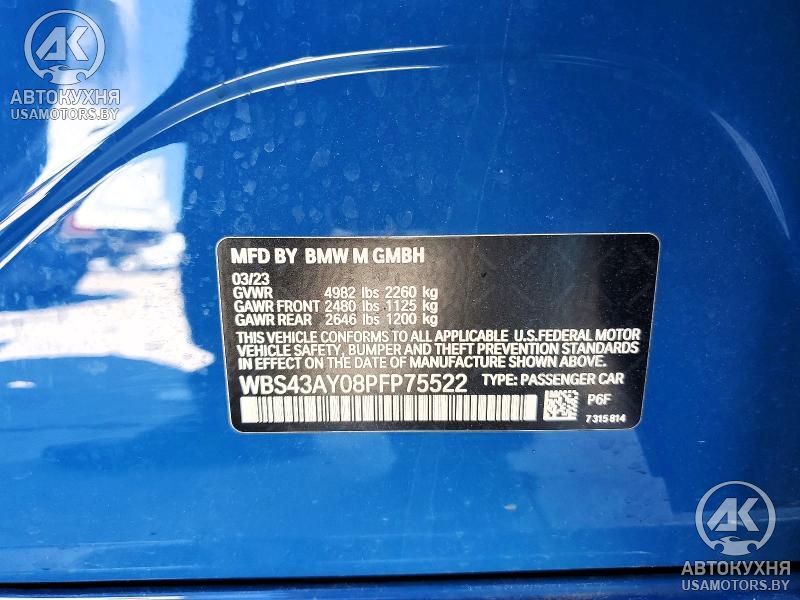 AK
АВТОКУХНЯ
USAMOTORS.BY
MFD BY BMW M GMBH
03/23
GVWR 4982 lbs 2260 kg
GAWR FRONT 2480 lbs 1125 kg
GAWR REAR 2646 lbs 1200 kg
THIS VEHICLE CONFORMS TO ALL APPLICABLE U.S.FEDERAL MOTOR
VEHICLE SAFETY, BUMPER AND THEFT PREVENTION STANDARDS
IN EFFECT ON THE DATE OF MANUFACTURE SHOWN ABOVE.
WBS43AY08PFP75522 TYPE: PASSENGER CAR
P6F
7315814
AK
АВТОКУХНЯ
USAMOTORS.BY